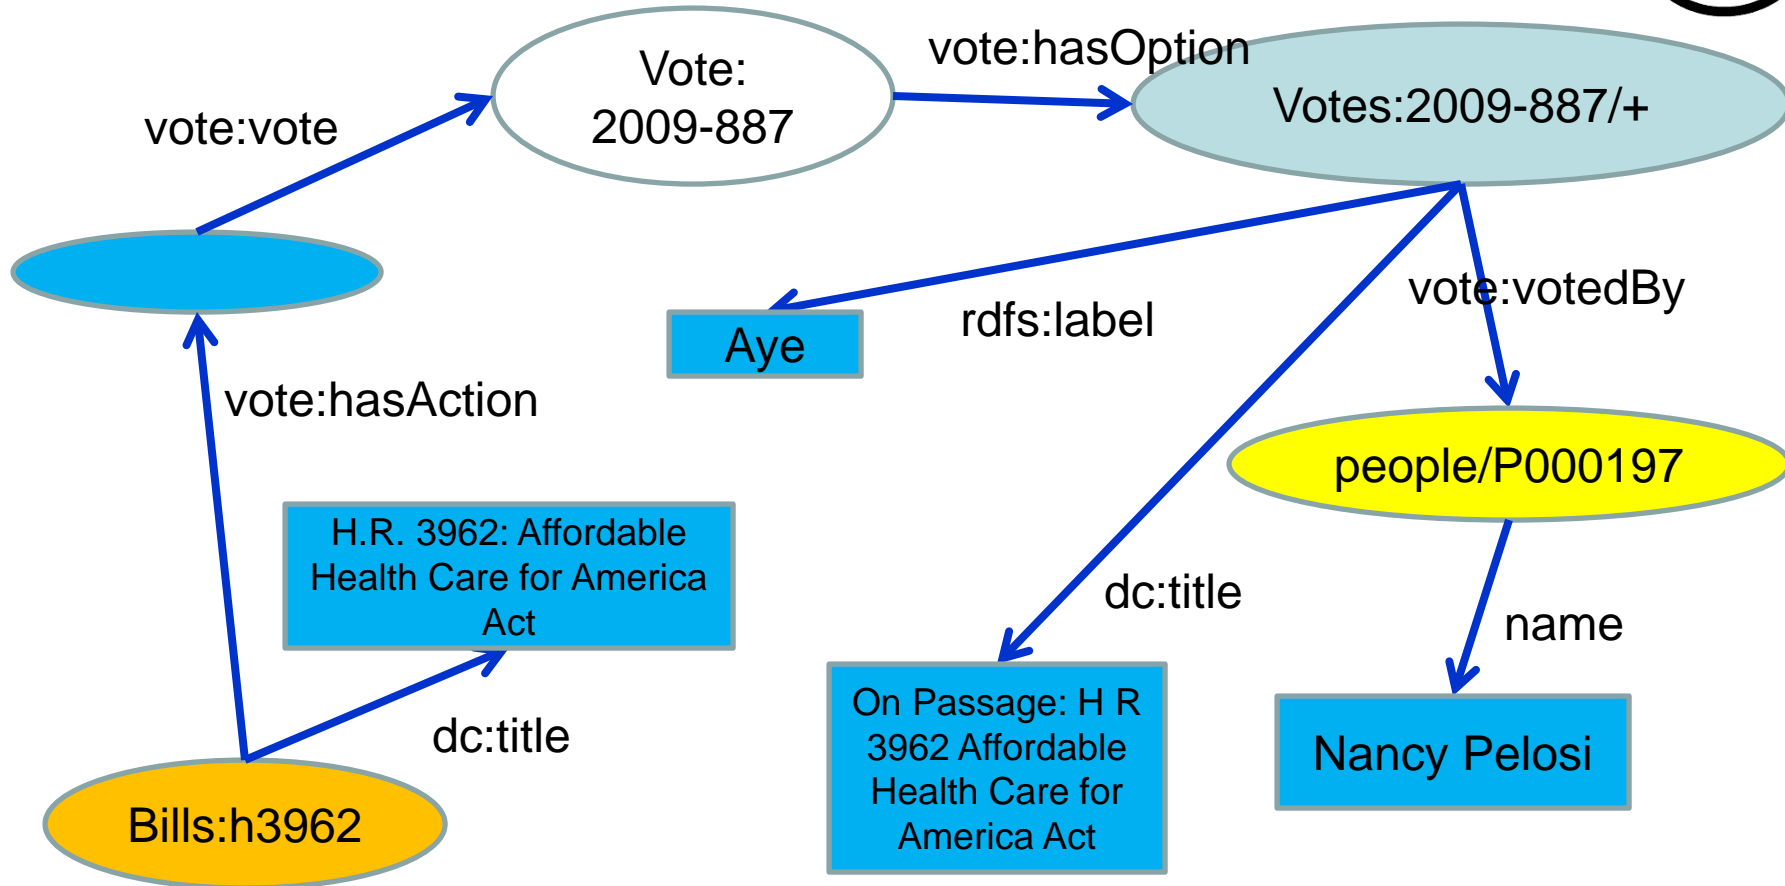 Vote:
2009-887
vote:hasOption
Votes:2009-887/+
vote:vote
vote:votedBy
rdfs:label
Aye
vote:hasAction
people/P000197
H.R. 3962: Affordable
Health Care for America
Act
dc:title
name
On Passage: H R
3962 Affordable
Health Care for
America Act
Nancy Pelosi
dc:title
Bills:h3962